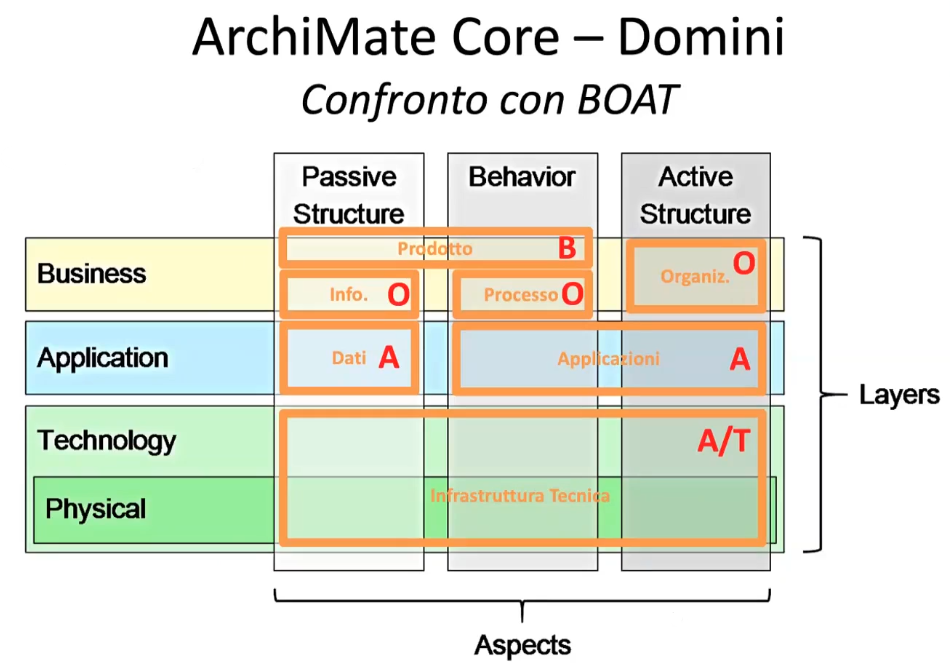 ArchiMate Core – Domini
Confronto con BOAT
Passive
Structure
Behavior
Active
Structure
Business
Prodotto B
Info. O
Processo O
Organiz. O
Application
Dati A
Applicazioni A
Technology
A/T
Physical
Infrastruttura Tecnica
Layers
Aspects